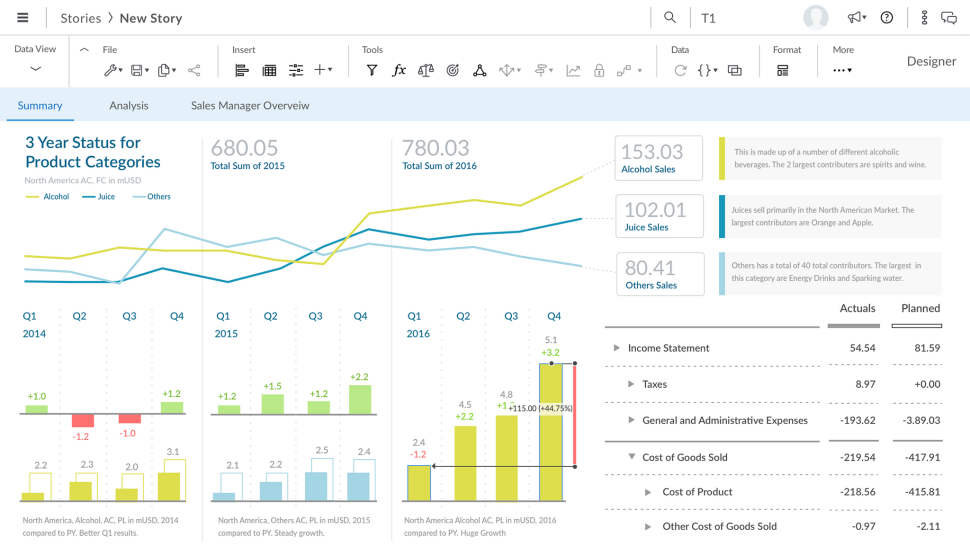 Stories > New Story
T1
Data View
File
Insert
Tools
Data
Format
More
fx
Designer
Summary
Analysis
Sales Manager Overveiw
3 Year Status for
Product Categories
North America AC, FC in mUSD
Alcohol
Juice
Others
680.05
Total Sum of 2015
780.03
Total Sum of 2016
153.03
Alcohol Sales
This is made up of a number of different alcoholic
beverages. The 2 largest contributers are spirits and wine.
102.01
Juice Sales
Juices sell primarily in the North American Market. The
largest contributors are Orange and Apple.
80.41
Others Sales
Others has a total of 40 total contributors. The largest in
this category are Energy Drinks and Sparking water.
Q1 Q2 Q3 Q4
2014
+1.0
-1.2
-1.0
+1.2
2.2
2.3
2.0
3.1
North America, Alcohol, AC, PL in mUSD, 2014
compared to PY. Better Q1 results.
Q1 Q2 Q3 Q4
2015
+1.2
+1.5
+1.2
+2.2
2.1
2.2
2.5
2.4
North America, Others AC, PL in mUSD, 2015
compared to PY. Steady growth.
Q1 Q2 Q3 Q4
2016
2.4
-1.2
4.5
+2.2
4.8
5.1
+3.2
+115.00 (+44.75%)
North America Alcohol AC, PL in mUSD, 2016
compared to PY. Huge Growth
Actuals Planned
Income Statement 54.54 81.59
Taxes 8.97 +0.00
General and Administrative Expenses -193.62 -3.89.03
Cost of Goods Sold -219.54 -417.91
Cost of Product -218.56 -415.81
Other Cost of Goods Sold -0.97 -2.11